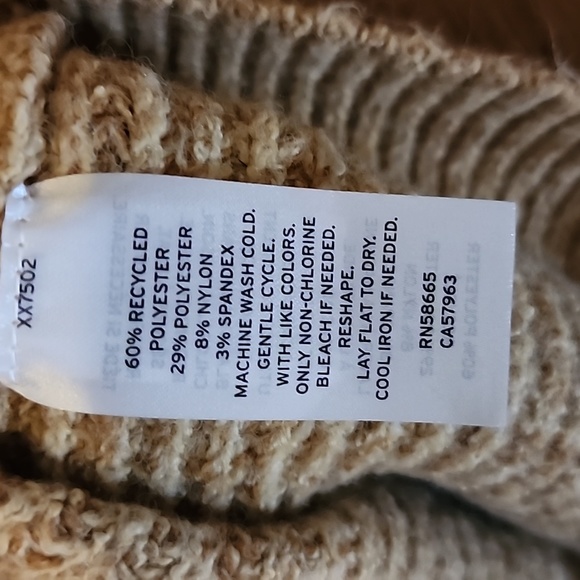 XX7502
60% RECYCLED
POLYESTER
29% POLYESTER
8% NYLON
3% SPANDEX
MACHINE WASH COLD.
GENTLE CYCLE.
WITH LIKE COLORS.
ONLY NON-CHLORINE
BLEACH IF NEEDED.
RESHAPE.
LAY FLAT TO DRY.
COOL IRON IF NEEDED.
RN58665
CA57963